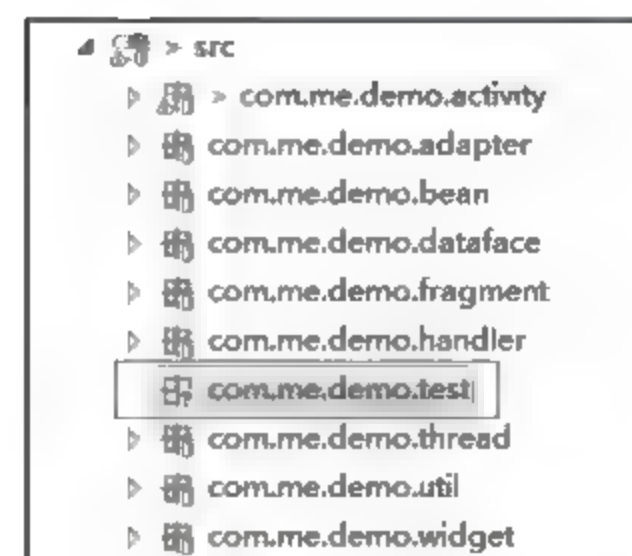 > src
> com.me.demo.activity
com.me.demo.adapter
com.me.demo.bean
com.me.demo.dataface
com.me.demo.fragment
com.me.demo.handler
com.me.demo.test
com.me.demo.thread
com.me.demo.util
com.me.demo.widget